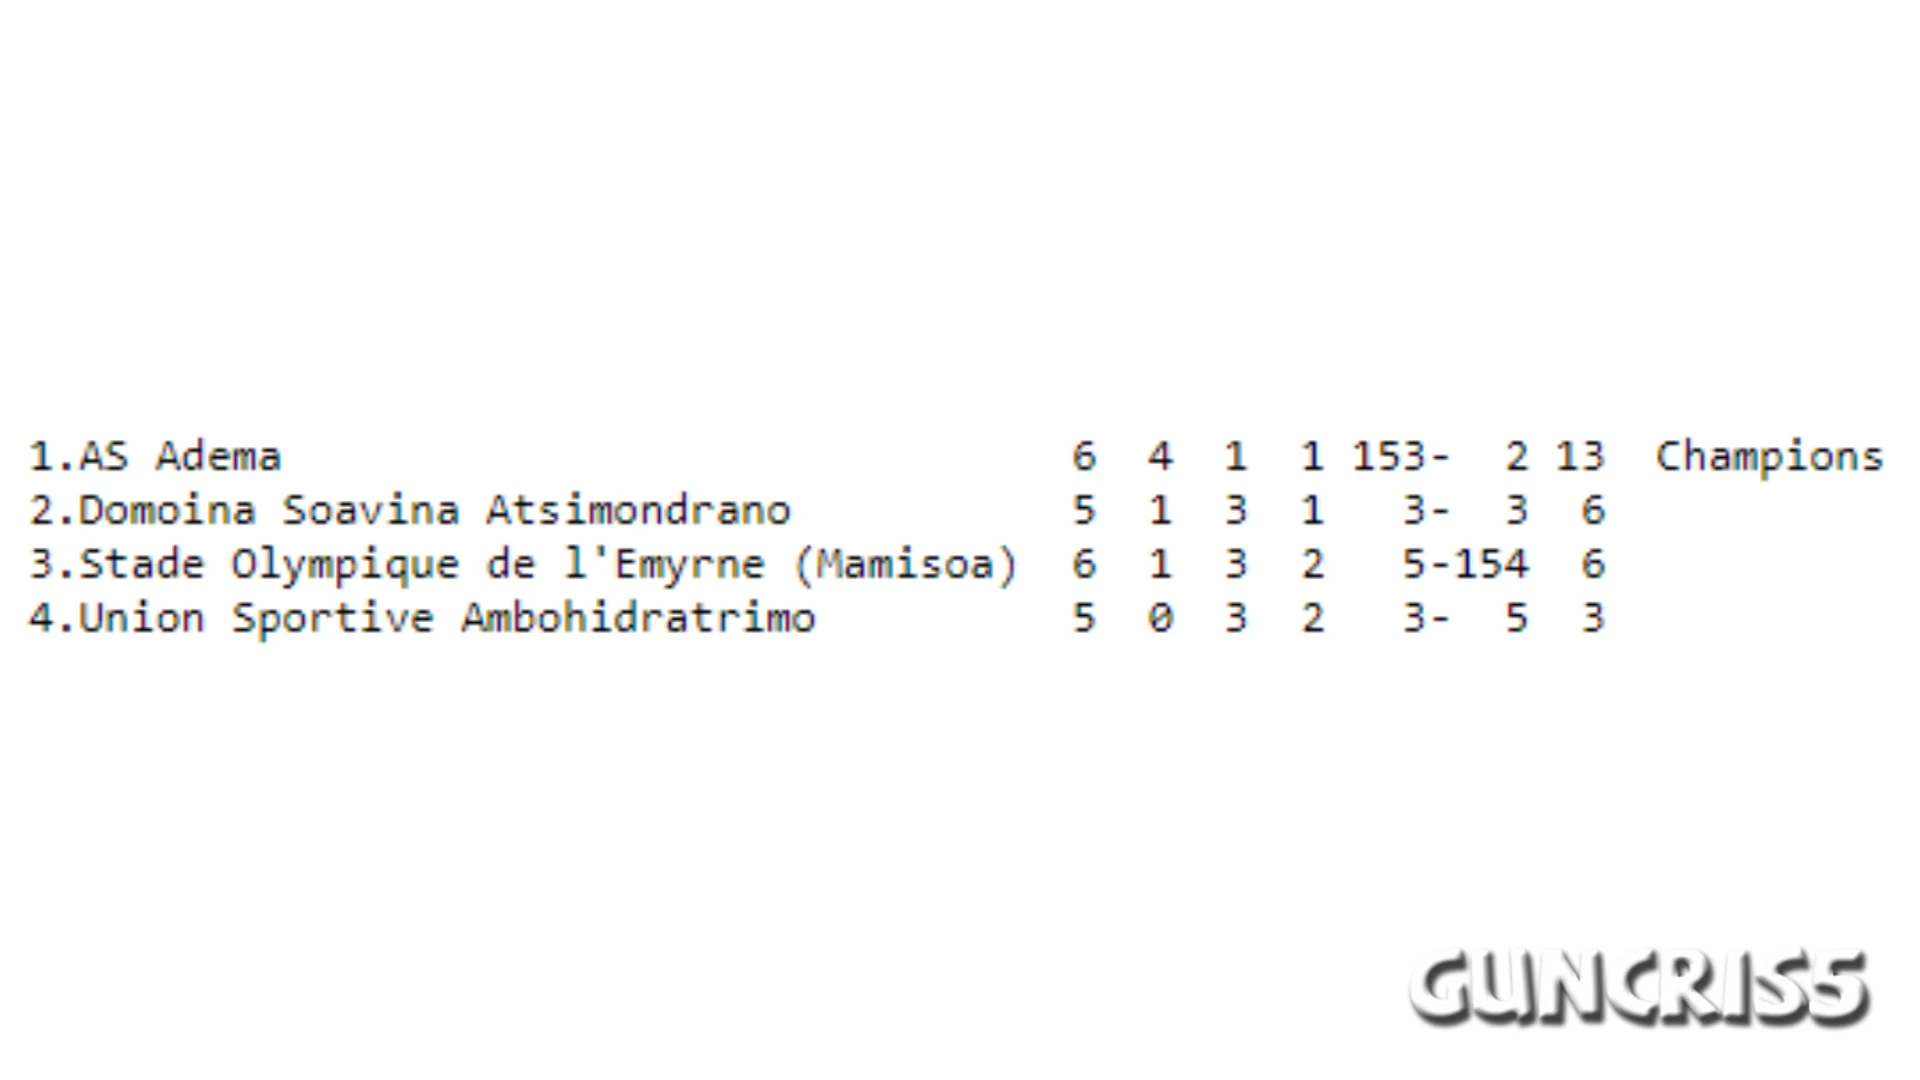 1.AS Adema 6 4 1 1 153- 2 13 Champions
2.Domoina Soavina Atsimondrano 5 1 3 1 3- 3 6
3.Stade Olympique de l'Emyrne (Mamisoa) 6 1 3 2 5-154 6
4.Union Sportive Ambohidratrimo 5 0 3 2 3- 5 3
GUNCRIS5